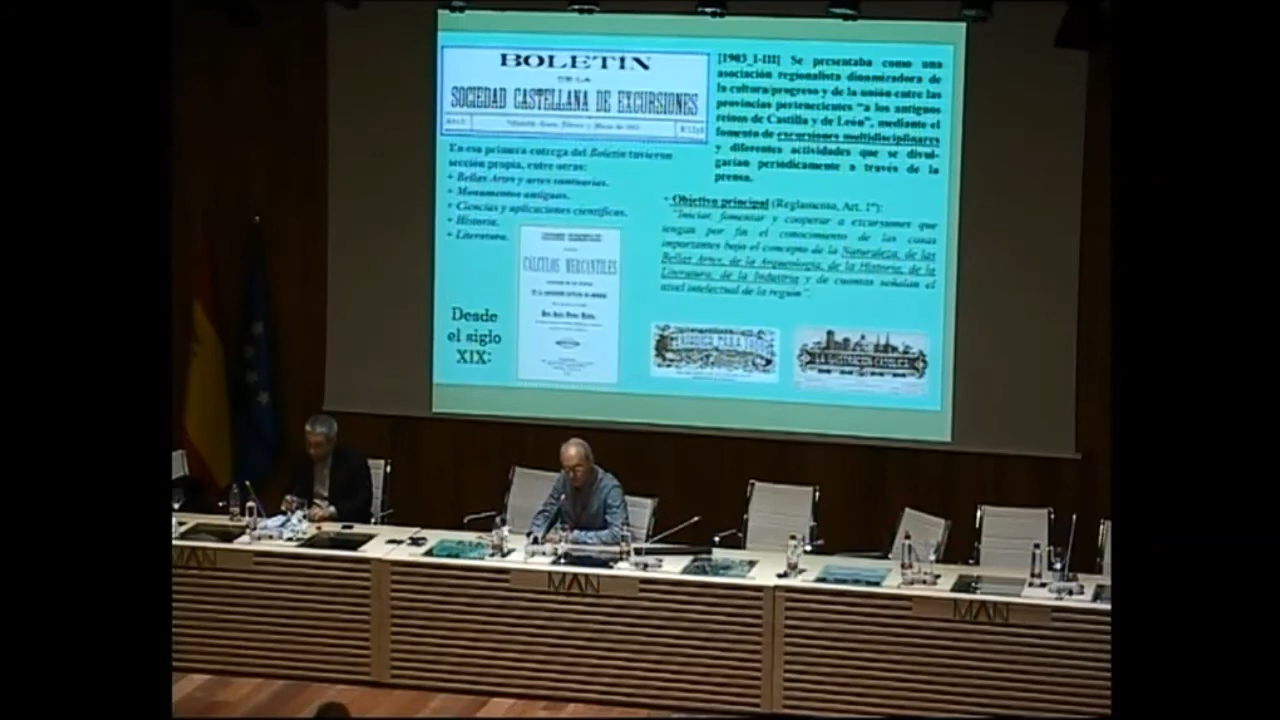 BOLETÍN
DE LA
SOCIEDAD CASTELLANA DE EXCURSIONES
[1903_I-III] Se presentaba como una
asociación regionalista dinamizadora de
la cultura/progreso y de la unión entre las
provincias pertenecientes “a los antiguos
reinos de Castilla y de León”, mediante el
fomento de excursiones multidisciplinares
y diferentes actividades que se divul-
garían periódicamente a través de la
prensa.
En esa primera entrega del Boletín tuvieron
sección propia, entre otras:
+ Bellas Artes y artes suntuarias.
+ Monumentos antiguos.
+ Ciencias y aplicaciones científicas.
+ Historia.
+ Literatura.
+ Objetivo principal (Reglamento, Art. 1º):
“Iniciar, fomentar y cooperar a excursiones que
tengan por fin el conocimiento de las cosas
importantes bajo el concepto de la Naturaleza, de las
Bellas Artes, de la Arqueología, de la Historia, de la
Literatura, de la Industria y de cuantas señalan el
nivel intelectual de la región”.
Desde
el siglo
XIX:
CÁLCULOS MERCANTILES
PERIÓDICO PARA TODOS
MAN
MAN
MAN